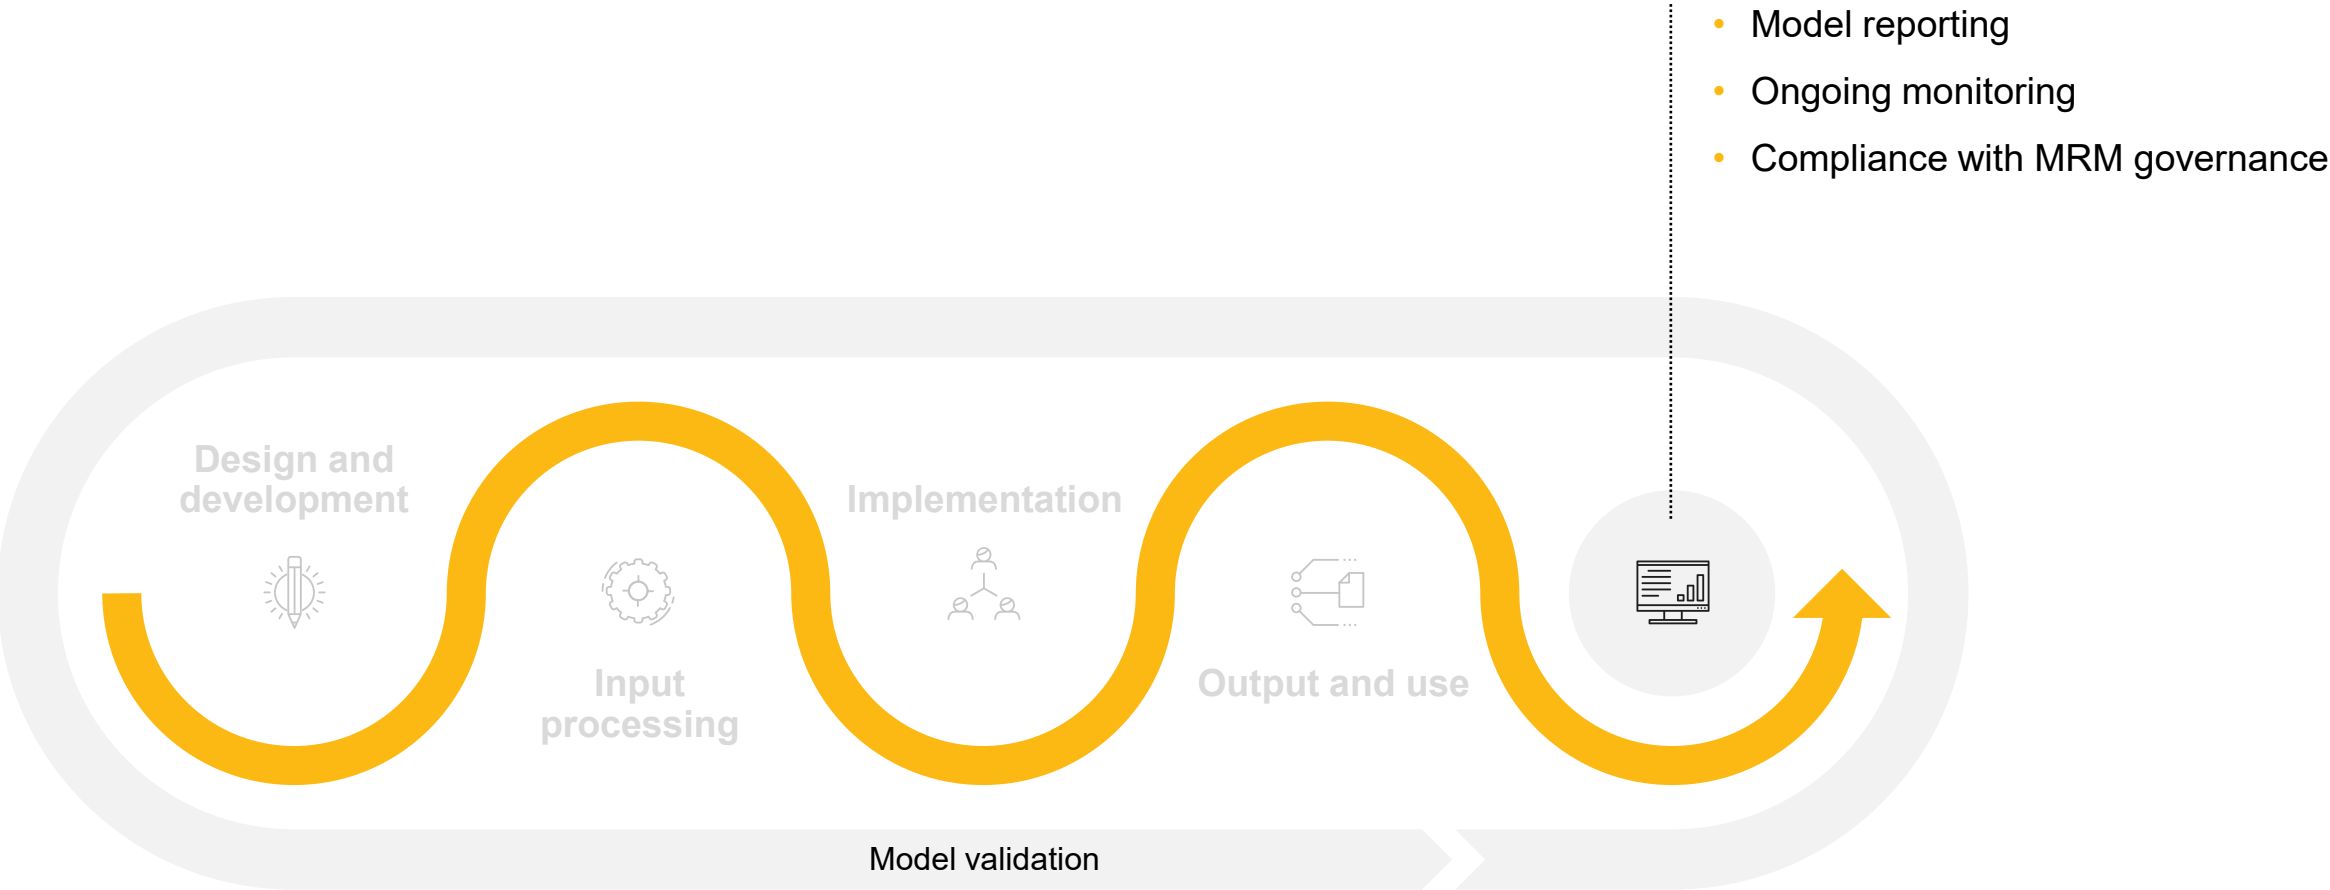 • Model reporting
• Ongoing monitoring
• Compliance with MRM governance
Design and
development
Input
processing
Implementation
Output and use
Model validation